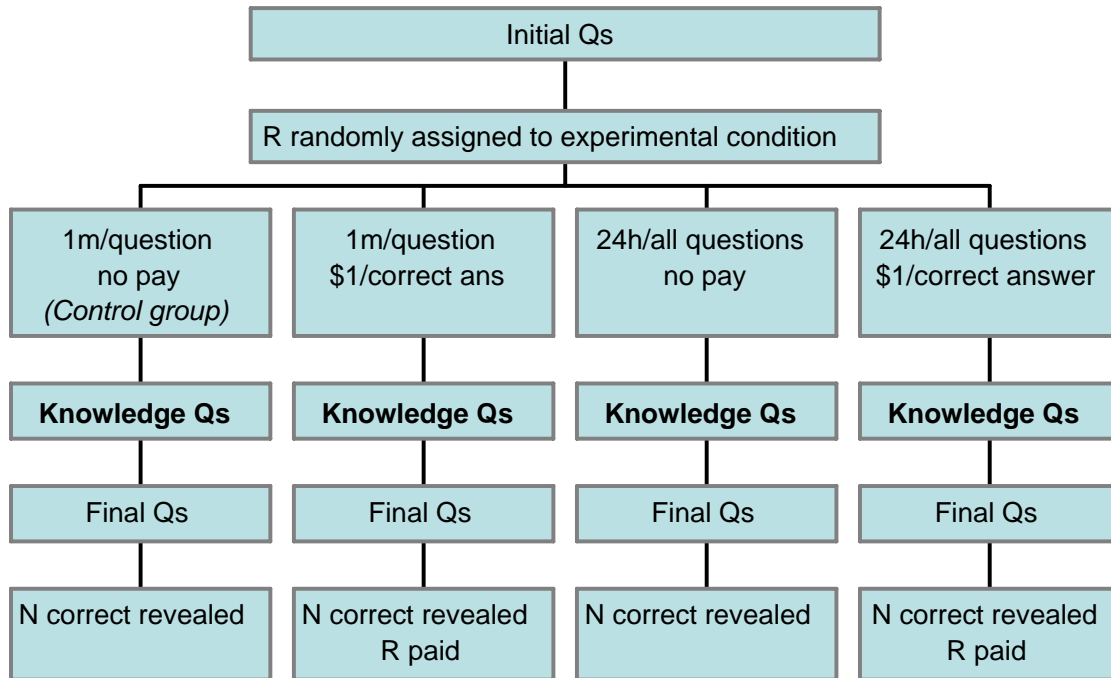 Initial Qs
R randomly assigned to experimental condition
1m/question
no pay
(Control group)
1m/question
$1/correct ans
24h/all questions
no pay
24h/all questions
$1/correct answer
Knowledge Qs
Knowledge Qs
Knowledge Qs
Knowledge Qs
Final Qs
Final Qs
Final Qs
Final Qs
N correct revealed
N correct revealed
R paid
N correct revealed
N correct revealed
R paid